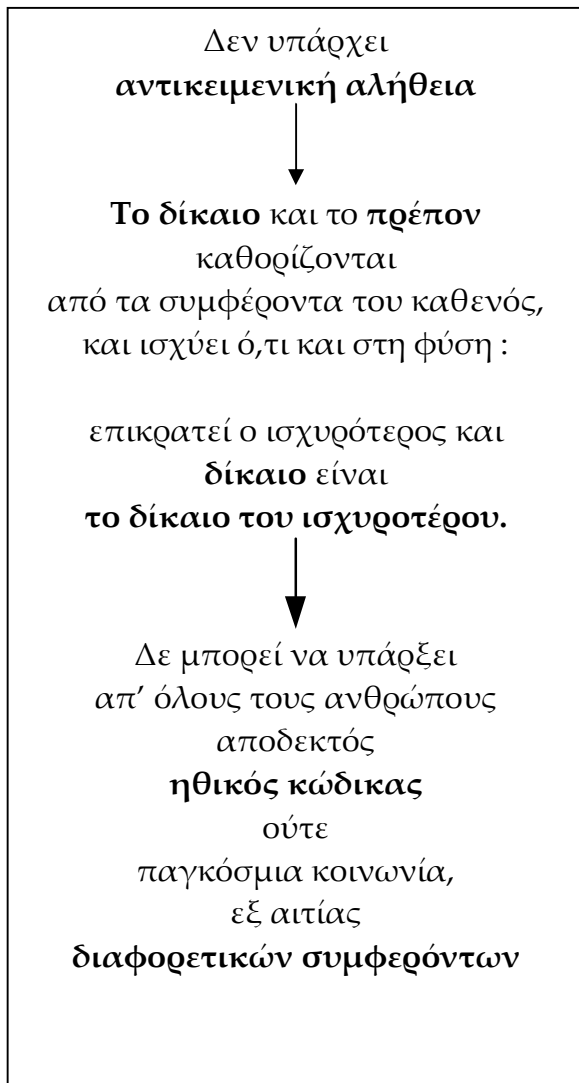 Δεν υπάρχει
αντικειμενική αλήθεια
Το δίκαιο και το πρέπον
καθορίζονται
από τα συμφέροντα του καθενός,
και ισχύει ό,τι και στη φύση :
επικρατεί ο ισχυρότερος και
δίκαιο είναι
το δίκαιο του ισχυροτέρου.
Δε μπορεί να υπάρξει
απ’ όλους τους ανθρώπους
αποδεκτός
ηθικός κώδικας
ούτε
παγκόσμια κοινωνία,
εξ αιτίας
διαφορετικών συμφερόντων